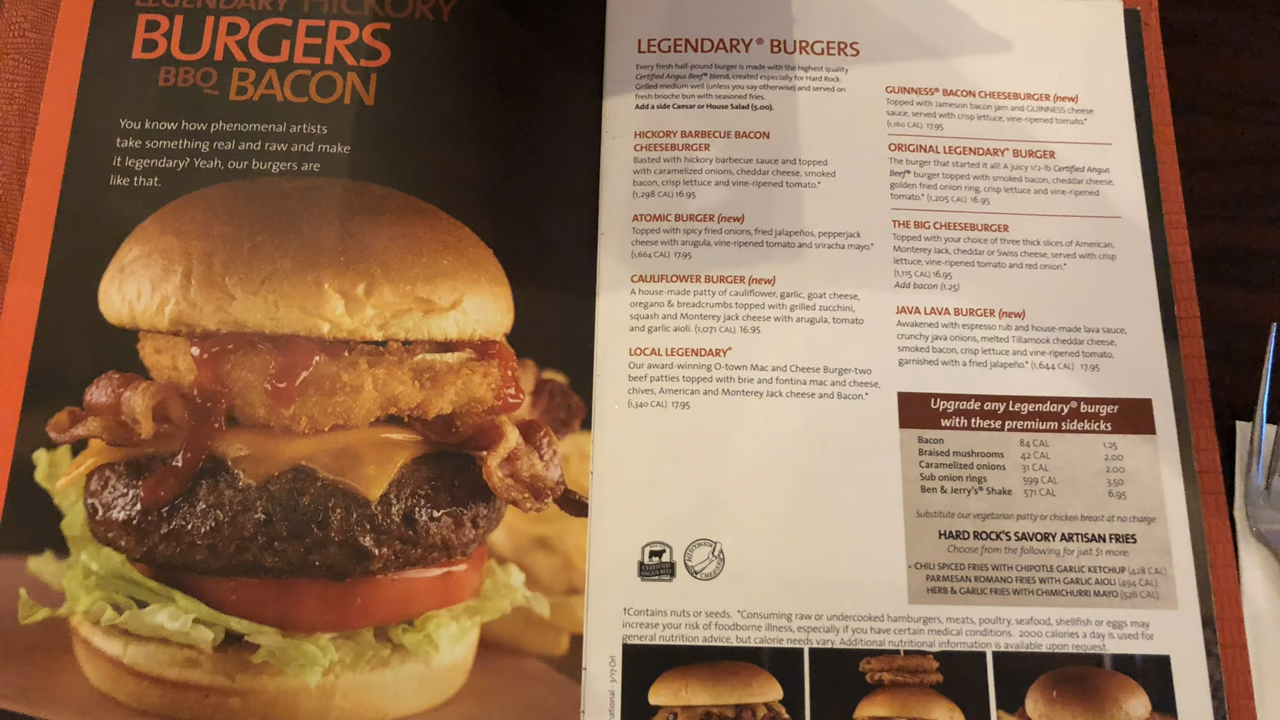 LEGENDARY HICKORY
BURGERS
BBQ BACON
You know how phenomenal artists
take something real and raw and make
it legendary? Yeah, our burgers are
like that.
LEGENDARY® BURGERS
Every fresh half-pound burger is made with the highest quality
Certified Angus Beef® blend, created especially for Hard Rock.
Grilled medium well (unless you say otherwise) and served on
fresh brioche bun with seasoned fries.
Add a side Caesar or House Salad (5.00).
HICKORY BARBECUE BACON
CHEESEBURGER
Basted with hickory barbecue sauce and topped
with caramelized onions, cheddar cheese, smoked
bacon, crisp lettuce and vine-ripened tomato.*
(1,298 CAL) 16.95
ATOMIC BURGER (new)
Topped with spicy fried onions, fried jalapeños, pepperjack
cheese with arugula, vine-ripened tomato and sriracha mayo.*
(1,664 CAL) 17.95
CAULIFLOWER BURGER (new)
A house-made patty of cauliflower, garlic, goat cheese,
oregano & breadcrumbs topped with grilled zucchini,
squash and Monterey jack cheese with arugula, tomato
and garlic aioli. (1,071 CAL) 16.95
LOCAL LEGENDARY®
Our award-winning O-town Mac and Cheese Burger-two
beef patties topped with brie and fontina mac and cheese,
chives, American and Monterey Jack cheese and Bacon.*
(1,340 CAL) 17.95
GUINNESS® BACON CHEESEBURGER (new)
Topped with Jameson bacon jam and GUINNESS cheese
sauce, served with crisp lettuce, vine-ripened tomato.*
(1,160 CAL) 17.95
ORIGINAL LEGENDARY® BURGER
The burger that started it all! A juicy 1/2-lb Certified Angus
Beef® burger topped with smoked bacon, cheddar cheese,
golden fried onion ring, crisp lettuce and vine-ripened
tomato.* (1,205 CAL) 16.95
THE BIG CHEESEBURGER
Topped with your choice of three thick slices of American,
Monterey Jack, cheddar or Swiss cheese, served with crisp
lettuce, vine-ripened tomato and red onion.*
(1,115 CAL) 16.95
Add bacon (1.25)
JAVA LAVA BURGER (new)
Awakened with espresso rub and house-made lava sauce,
crunchy java onions, melted Tillamook cheddar cheese,
smoked bacon, crisp lettuce and vine-ripened tomato,
garnished with a fried jalapeño.* (1,644 CAL) 17.95
Upgrade any Legendary® burger
with these premium sidekicks
Bacon 84 CAL 1.25
Braised mushrooms 42 CAL 2.00
Caramelized onions 31 CAL 2.00
Sub onion rings 599 CAL 3.50
Ben & Jerry's® Shake 571 CAL 6.95
Substitute our vegetarian patty or chicken breast at no charge
HARD ROCK'S SAVORY ARTISAN FRIES
Choose from the following for just $1 more:
CHILI SPICED FRIES WITH CHIPOTLE GARLIC KETCHUP (428 CAL)
PARMESAN ROMANO FRIES WITH GARLIC AIOLI (494 CAL)
HERB & GARLIC FRIES WITH CHIMICHURRI MAYO (526 CAL)
CERTIFIED
ANGUS BEEF
†Contains nuts or seeds. *Consuming raw or undercooked hamburgers, meats, poultry, seafood, shellfish or eggs may
increase your risk of foodborne illness, especially if you have certain medical conditions. 2000 calories a day is used for
general nutrition advice, but calorie needs vary. Additional nutritional information is available upon request.
national - 3/17 Orl